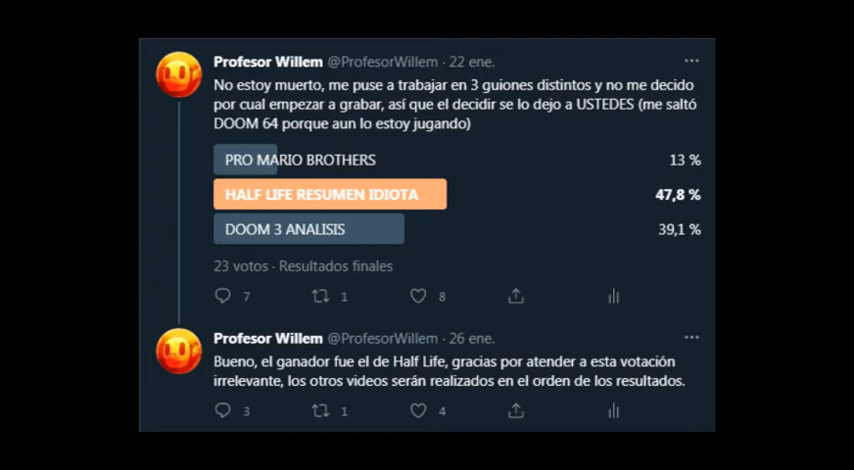 Profesor Willem @ProfesorWillem · 22 ene.
No estoy muerto, me puse a trabajar en 3 guiones distintos y no me decido
por cual empezar a grabar, así que el decidir se lo dejo a USTEDES (me saltó
DOOM 64 porque aun lo estoy jugando)
PRO MARIO BROTHERS 13 %
HALF LIFE RESUMEN IDIOTA 47,8 %
DOOM 3 ANALISIS 39,1 %
23 votos · Resultados finales
7 1 8
Profesor Willem @ProfesorWillem · 26 ene.
Bueno, el ganador fue el de Half Life, gracias por atender a esta votación
irrelevante, los otros videos serán realizados en el orden de los resultados.
3 1 4